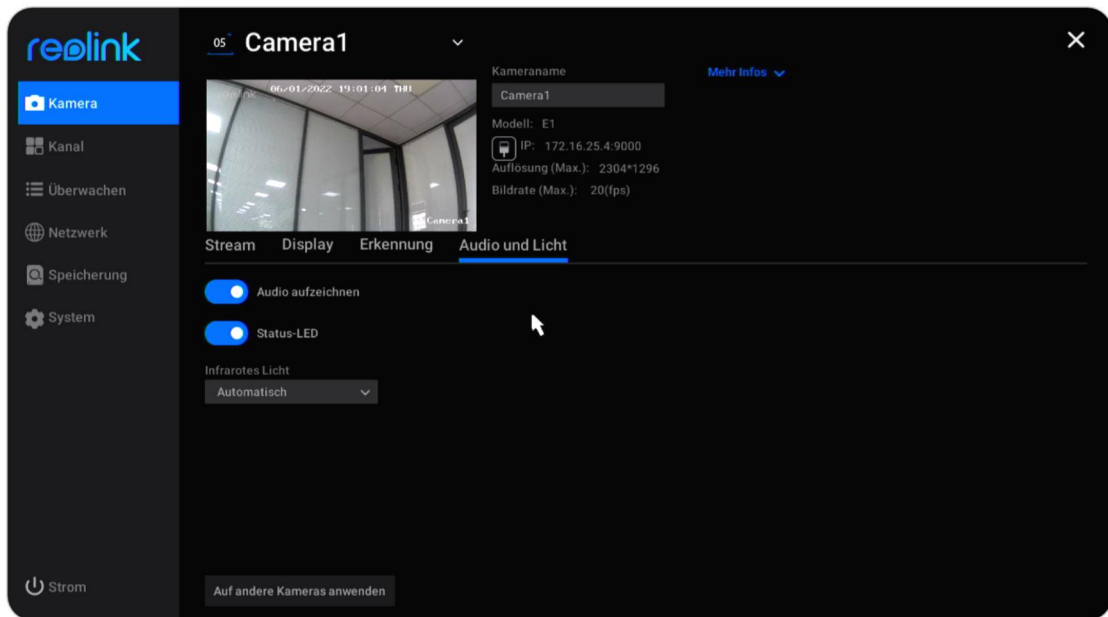 reolink
Kamera
Kanal
Überwachen
Netzwerk
Speicherung
System
Strom
05 Camera1
reolink 06/01/2022 19:01:04 THU
Camera1
Kameraname
Camera1
Mehr Infos
Modell: E1
IP: 172.16.25.4:9000
Auflösung (Max.): 2304*1296
Bildrate (Max.): 20(fps)
Stream Display Erkennung Audio und Licht
Audio aufzeichnen
Status-LED
Infrarotes Licht
Automatisch
Auf andere Kameras anwenden